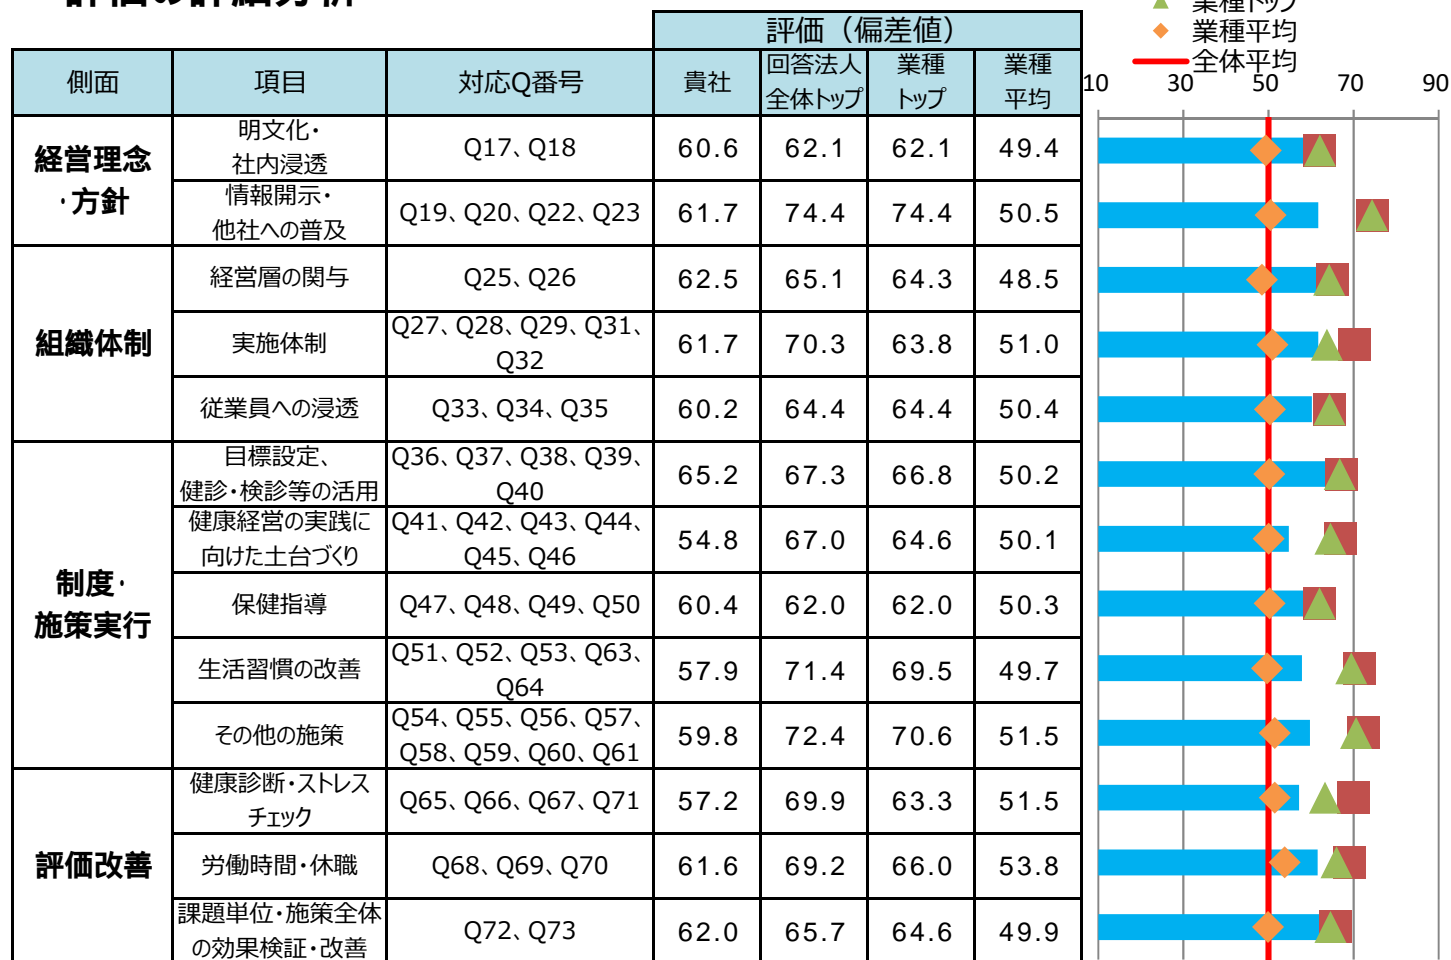 評価の詳細分析
業種トップ
業種平均
全体平均
評価（偏差値）
側面 項目 対応Q番号 貴社 回答法人全体トップ 業種トップ 業種平均
10 30 50 70 90
経営理念・方針
明文化・社内浸透 Q17、Q18 60.6 62.1 62.1 49.4
情報開示・他社への普及 Q19、Q20、Q22、Q23 61.7 74.4 74.4 50.5
組織体制
経営層の関与 Q25、Q26 62.5 65.1 64.3 48.5
実施体制 Q27、Q28、Q29、Q31、Q32 61.7 70.3 63.8 51.0
従業員への浸透 Q33、Q34、Q35 60.2 64.4 64.4 50.4
制度・施策実行
目標設定、健診・検診等の活用 Q36、Q37、Q38、Q39、Q40 65.2 67.3 66.8 50.2
健康経営の実践に向けた土台づくり Q41、Q42、Q43、Q44、Q45、Q46 54.8 67.0 64.6 50.1
保健指導 Q47、Q48、Q49、Q50 60.4 62.0 62.0 50.3
生活習慣の改善 Q51、Q52、Q53、Q63、Q64 57.9 71.4 69.5 49.7
その他の施策 Q54、Q55、Q56、Q57、Q58、Q59、Q60、Q61 59.8 72.4 70.6 51.5
評価改善
健康診断・ストレスチェック Q65、Q66、Q67、Q71 57.2 69.9 63.3 51.5
労働時間・休職 Q68、Q69、Q70 61.6 69.2 66.0 53.8
課題単位・施策全体の効果検証・改善 Q72、Q73 62.0 65.7 64.6 49.9